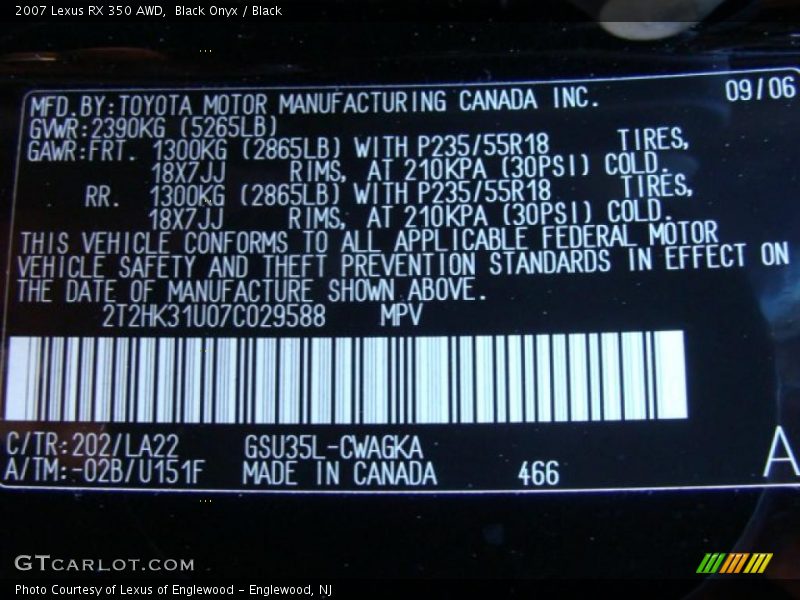 2007 Lexus RX 350 AWD, Black Onyx / Black
MFD.BY:TOYOTA MOTOR MANUFACTURING CANADA INC. 09/06
GVWR:2390KG (5265LB)
GAWR:FRT. 1300KG (2865LB) WITH P235/55R18 TIRES,
18X7JJ RIMS, AT 210KPA (30PSI) COLD.
RR. 1300KG (2865LB) WITH P235/55R18 TIRES,
18X7JJ RIMS, AT 210KPA (30PSI) COLD.
THIS VEHICLE CONFORMS TO ALL APPLICABLE FEDERAL MOTOR
VEHICLE SAFETY AND THEFT PREVENTION STANDARDS IN EFFECT ON
THE DATE OF MANUFACTURE SHOWN ABOVE.
2T2HK31U07C029588 MPV
C/TR:202/LA22 GSU35L-CWAGKA
A/TM:-02B/U151F MADE IN CANADA 466 A
GTCARLOT.COM
Photo Courtesy of Lexus of Englewood – Englewood, NJ